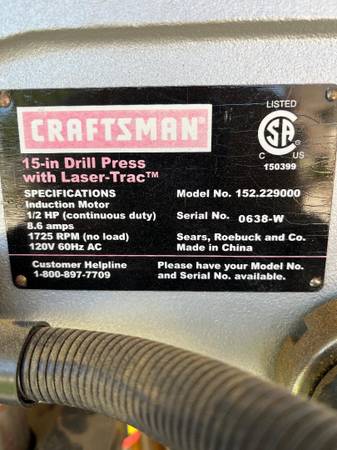 LISTED
CRAFTSMAN
SA
C US
150399
15-in Drill Press
with Laser-Trac™
SPECIFICATIONS
Induction Motor
1/2 HP (continuous duty)
8.6 amps
1725 RPM (no load)
120V 60Hz AC
Model No. 152.229000
Serial No. 0638-W
Sears, Roebuck and Co.
Made in China
Customer Helpline
1-800-897-7709
Please have your Model No.
and Serial No. available.